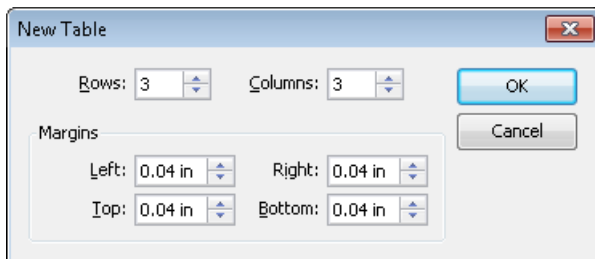 New Table
Rows: 3 Columns: 3 OK
Cancel
Margins
Left: 0.04 in Right: 0.04 in
Top: 0.04 in Bottom: 0.04 in